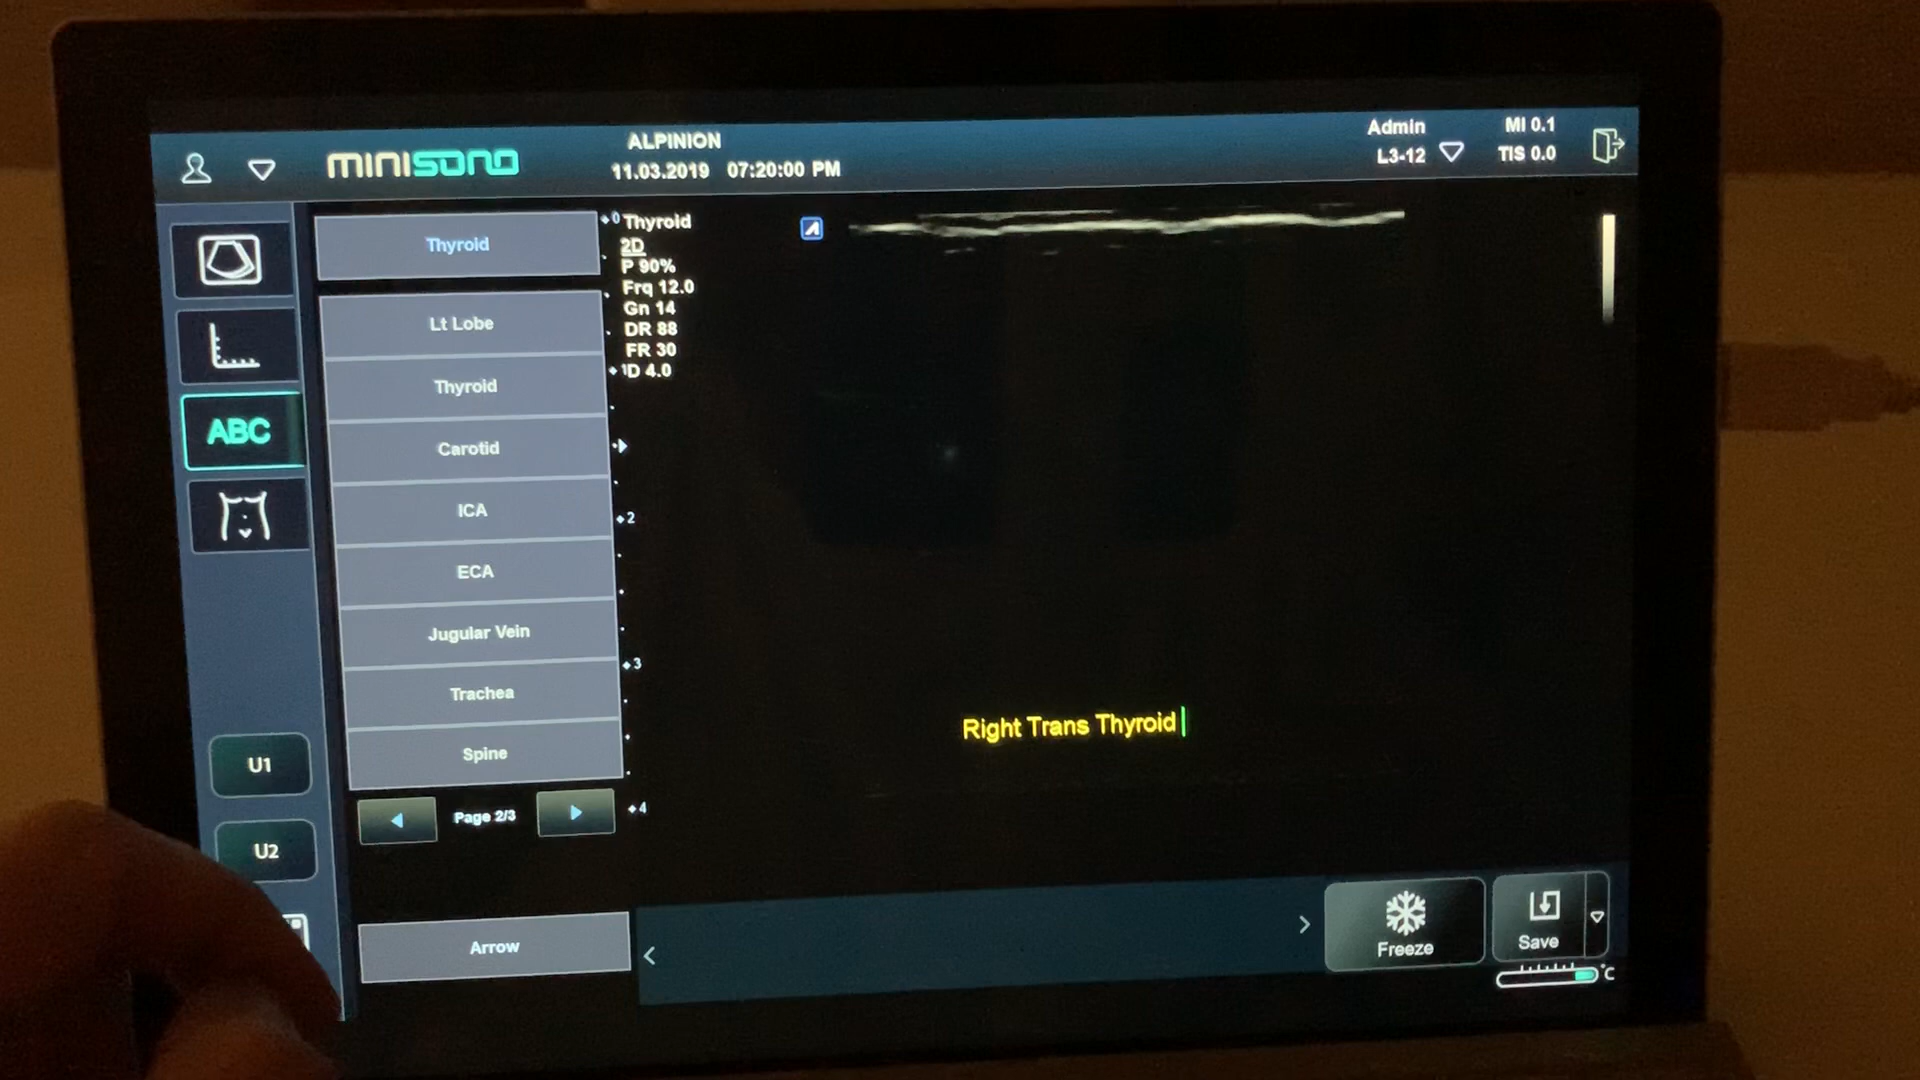 minisono
ALPINION
11.03.2019 07:20:00 PM
Admin
L3-12
MI 0.1
TIS 0.0
Thyroid
Lt Lobe
Thyroid
Carotid
ICA
ECA
Jugular Vein
Trachea
Spine
Page 2/3
Arrow
ABC
U1
U2
0
Thyroid
2D
P 90%
Frq 12.0
Gn 14
DR 88
FR 30
1
D 4.0
2
3
4
Right Trans Thyroid
Freeze
Save
°C